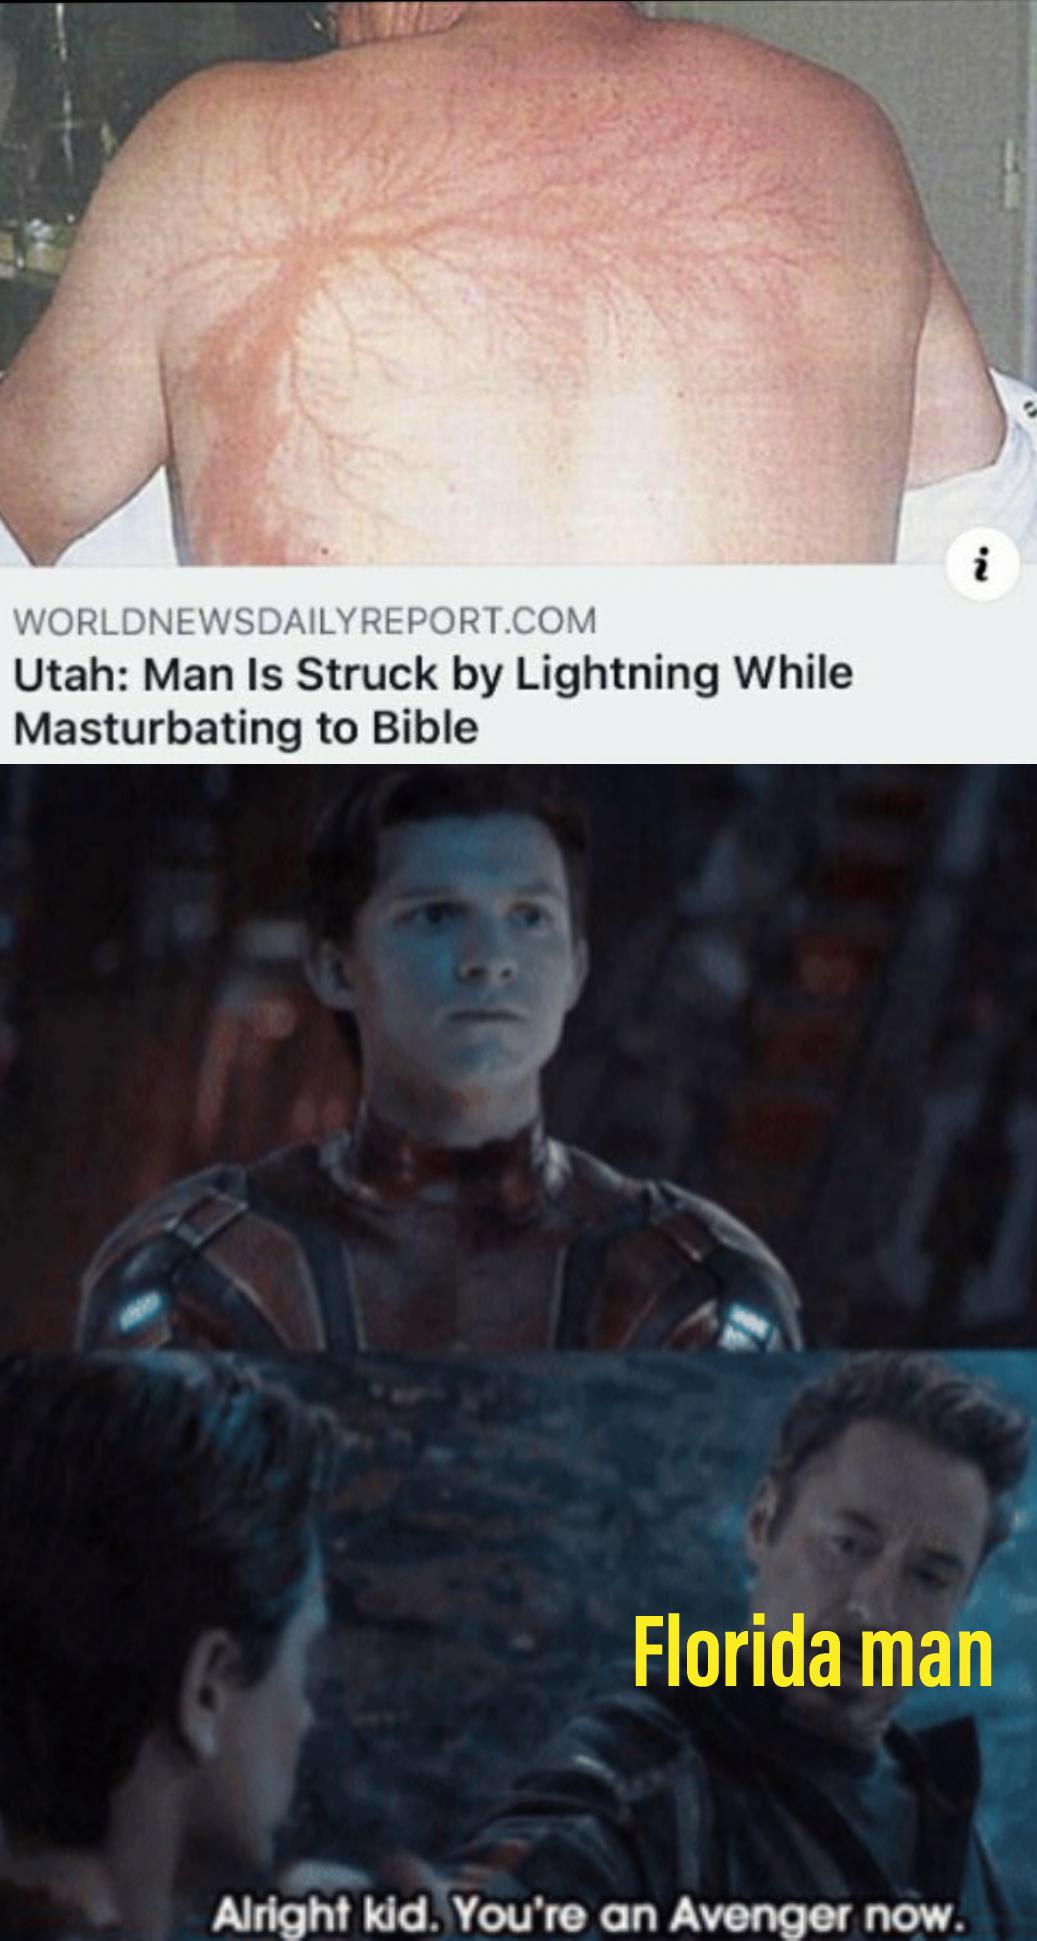 i
WORLDNEWSDAILYREPORT.COM
Utah: Man Is Struck by Lightning While
Masturbating to Bible
Florida man
Alright kid. You're an Avenger now.